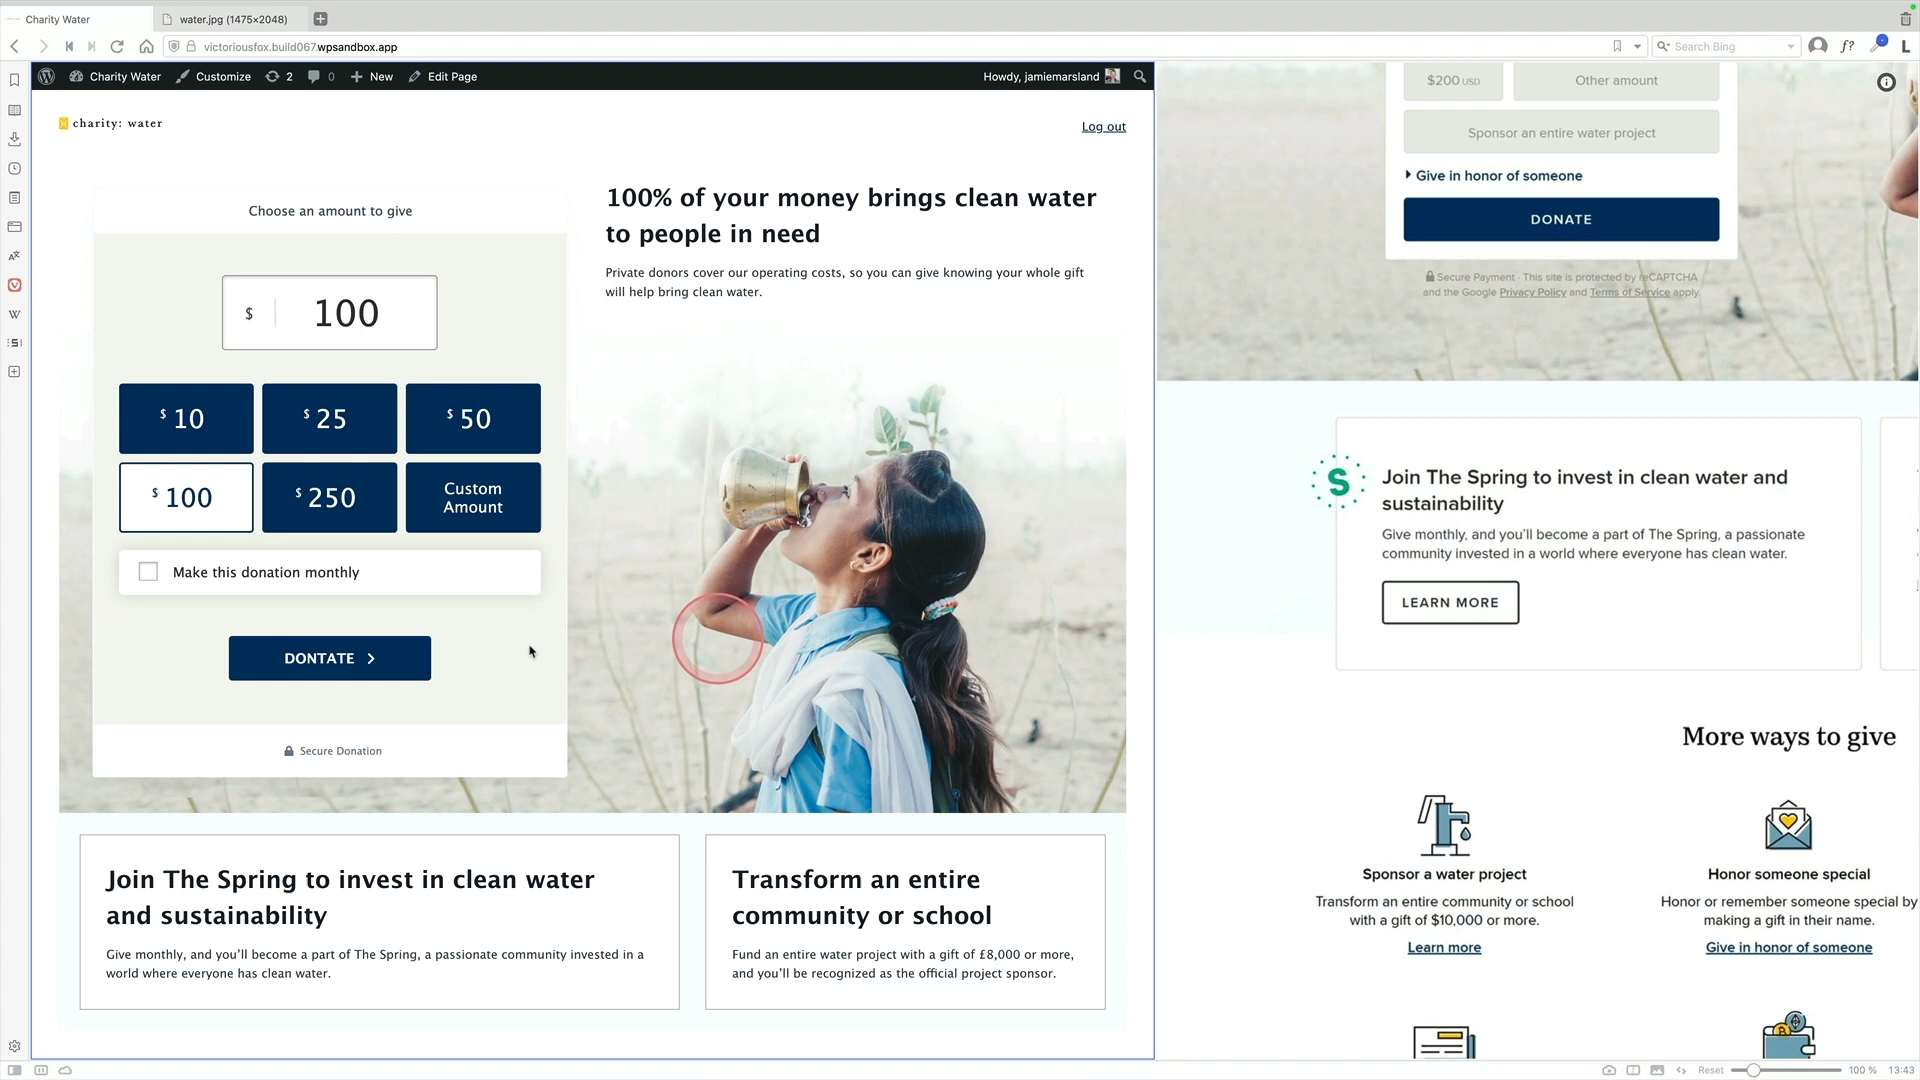 Charity Water
water.jpg (1475×2048)
victoriousfox.build067.wpsandbox.app
Search Bing
f?
L
Charity Water
Customize
2
0
New
Edit Page
Howdy, jamiemarsland
charity: water
Log out
Choose an amount to give
$ 100
$ 10
$ 25
$ 50
$ 100
$ 250
Custom
Amount
Make this donation monthly
DONTATE
Secure Donation
100% of your money brings clean water
to people in need
Private donors cover our operating costs, so you can give knowing your whole gift
will help bring clean water.
Join The Spring to invest in clean water
and sustainability
Give monthly, and you'll become a part of The Spring, a passionate community invested in a
world where everyone has clean water.
Transform an entire
community or school
Fund an entire water project with a gift of £8,000 or more,
and you'll be recognized as the official project sponsor.
$200 USD
Other amount
Sponsor an entire water project
Give in honor of someone
DONATE
Secure Payment · This site is protected by reCAPTCHA
and the Google Privacy Policy and Terms of Service apply.
S
Join The Spring to invest in clean water and
sustainability
Give monthly, and you'll become a part of The Spring, a passionate
community invested in a world where everyone has clean water.
LEARN MORE
More ways to give
Sponsor a water project
Transform an entire community or school
with a gift of $10,000 or more.
Learn more
Honor someone special
Honor or remember someone special by
making a gift in their name.
Give in honor of someone
Reset
100 %
13:43